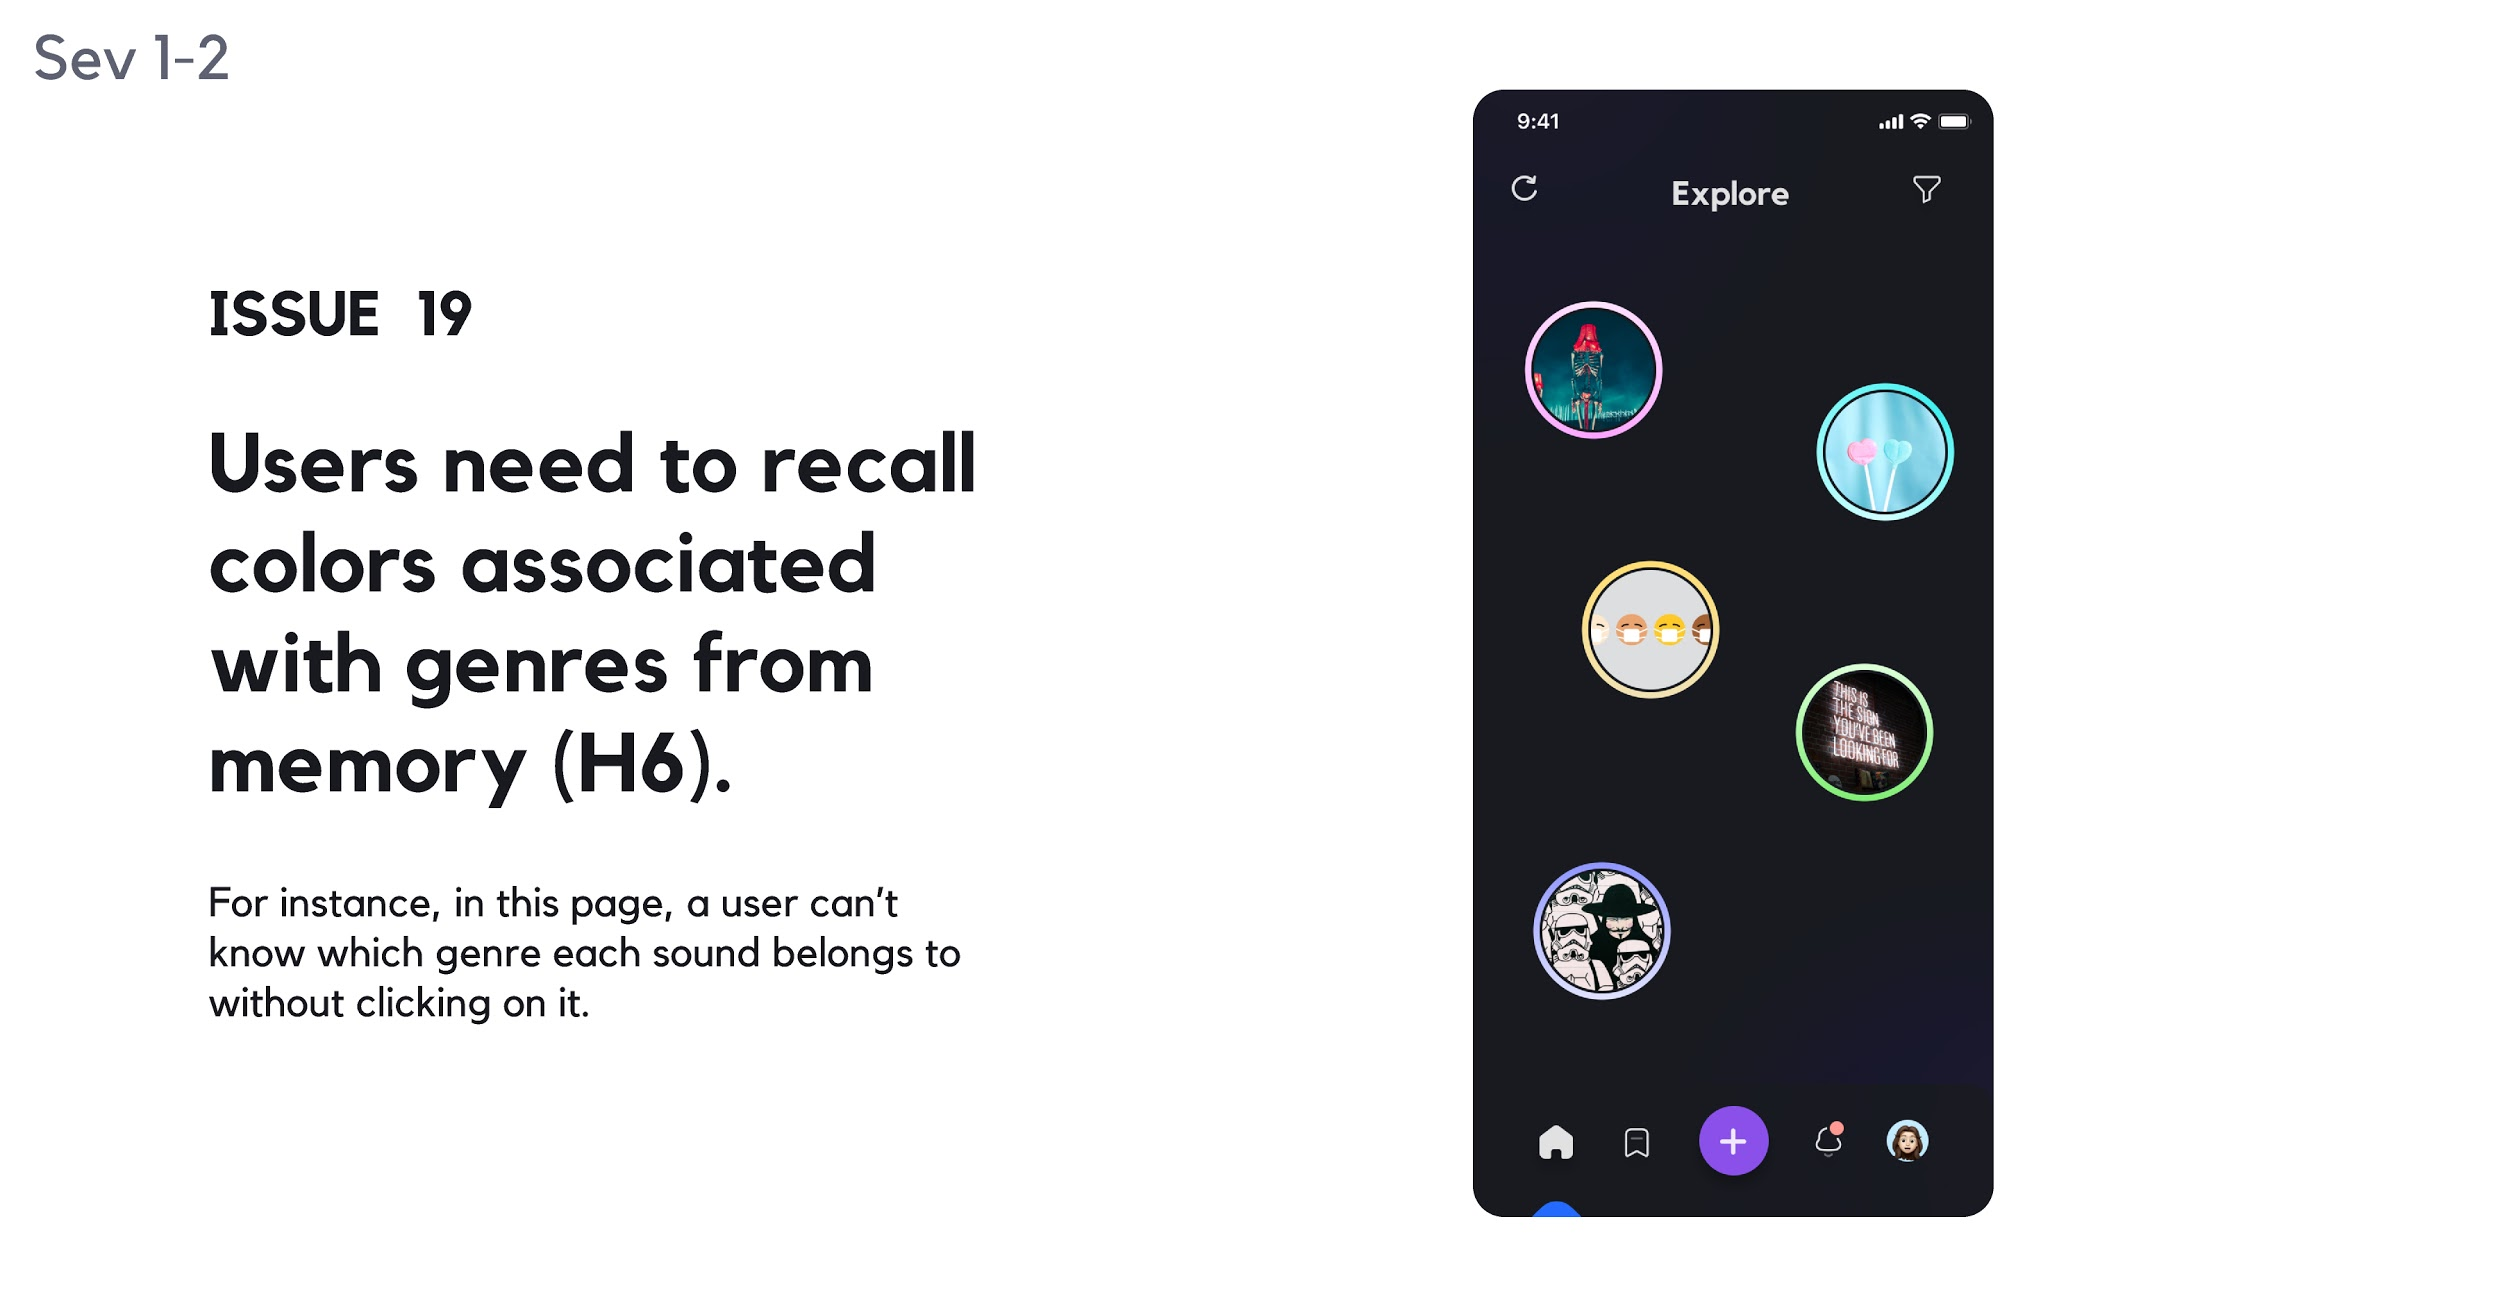 Sev 1-2
ISSUE 19
Users need to recall
colors associated
with genres from
memory (H6).
For instance, in this page, a user can’t
know which genre each sound belongs to
without clicking on it.
9:41
Explore
THIS IS
THE SIGN
YOU'VE BEEN
LOOKING FOR